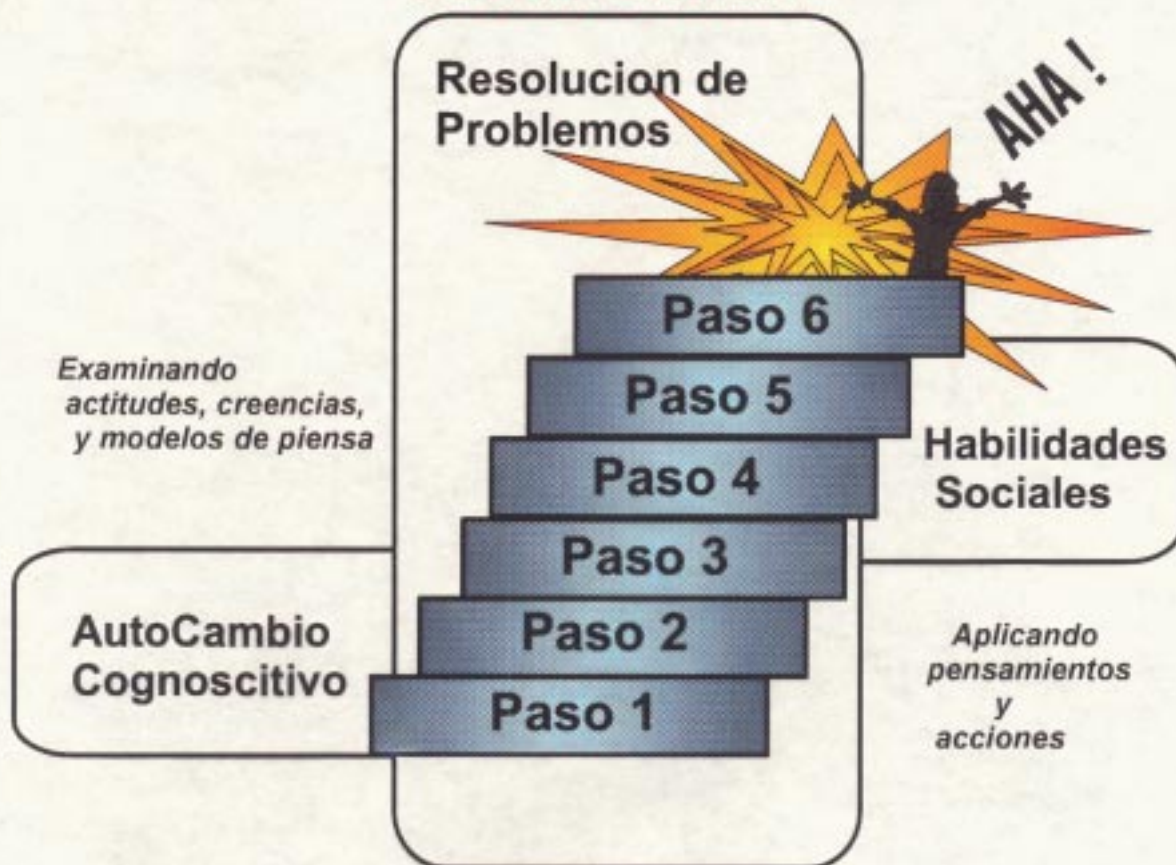 Resolucion de
Problemos
AHA !
Paso 6
Paso 5
Paso 4
Paso 3
Paso 2
Paso 1
Examinando
actitudes, creencias,
y modelos de piensa
Habilidades
Sociales
AutoCambio
Cognoscitivo
Aplicando
pensamientos
y
acciones